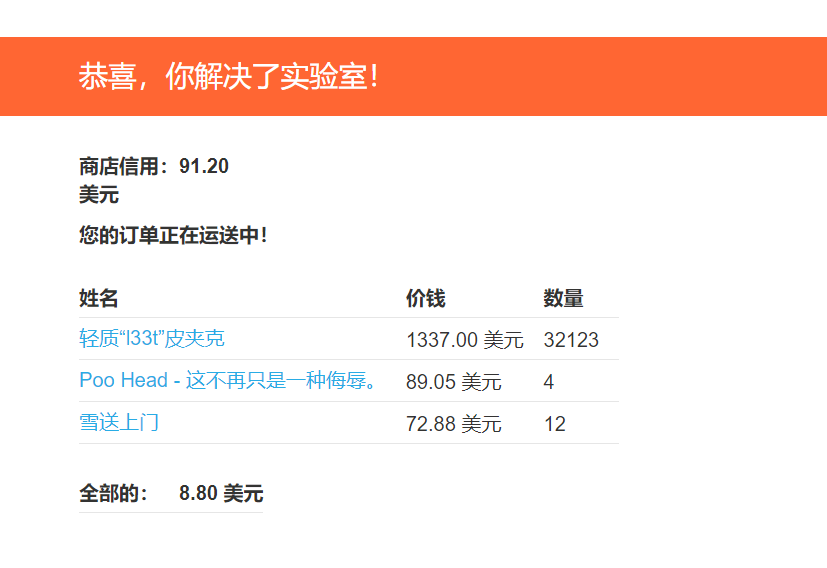 恭喜，你解决了实验室！
商店信用：91.20
美元
您的订单正在运送中！
姓名 价钱 数量
轻质“l33t”皮夹克 1337.00 美元 32123
Poo Head - 这不再只是一种侮辱。 89.05 美元 4
雪送上门 72.88 美元 12
全部的： 8.80 美元